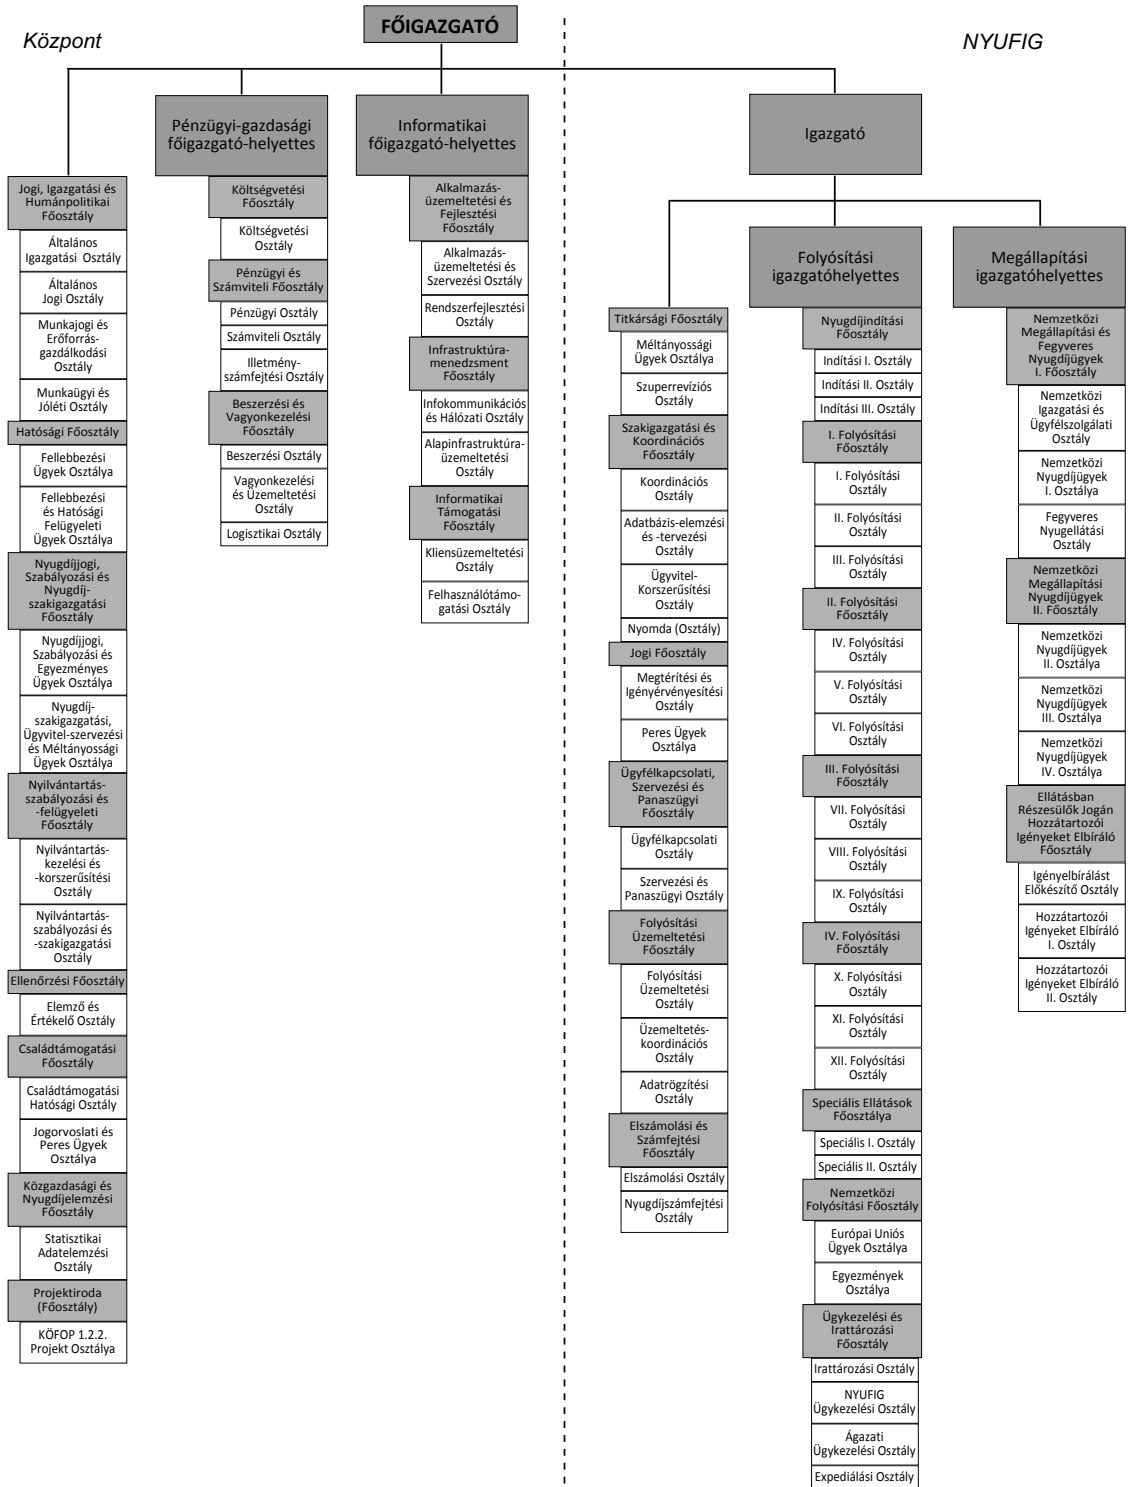 FŐIGAZGATÓ
Központ
NYUFIG
Pénzügyi-gazdasági
főigazgató-helyettes
Informatikai
főigazgató-helyettes
Igazgató
Jogi, Igazgatási és
Humánpolitikai
Főosztály
Általános
Igazgatási Osztály
Általános
Jogi Osztály
Munkajogi és
Erőforrás-
gazdálkodási
Osztály
Munkaügyi és
Jóléti Osztály
Hatósági Főosztály
Fellebbezési
Ügyek Osztálya
Fellebbezési
és Hatósági
Felügyeleti
Ügyek Osztálya
Nyugdíjjogi,
Szabályozási és
Nyugdíj-
szakigazgatási
Főosztály
Nyugdíjjogi,
Szabályozási és
Egyezményes
Ügyek Osztálya
Nyugdíj-
szakigazgatási,
Ügyvitel-szervezési
és Méltányossági
Ügyek Osztálya
Nyilvántartás-
szabályozási és
-felügyeleti
Főosztály
Nyilvántartás-
kezelési és
-korszerűsítési
Osztály
Nyilvántartás-
szabályozási és
-szakigazgatási
Osztály
Ellenőrzési Főosztály
Elemző és
Értékelő Osztály
Családtámogatási
Főosztály
Családtámogatási
Hatósági Osztály
Jogorvoslati és
Peres Ügyek
Osztálya
Közgazdasági és
Nyugdíjelemzési
Főosztály
Statisztikai
Adatelemzési
Osztály
Projektiroda
(Főosztály)
KÖFOP 1.2.2.
Projekt Osztálya
Költségvetési
Főosztály
Költségvetési
Osztály
Pénzügyi és
Számviteli Főosztály
Pénzügyi Osztály
Számviteli Osztály
Illetmény-
számfejtési Osztály
Beszerzési és
Vagyonkezelési
Főosztály
Beszerzési Osztály
Vagyonkezelési
és Üzemeltetési
Osztály
Logisztikai Osztály
Alkalmazás-
üzemeltetési és
Fejlesztési
Főosztály
Alkalmazás-
üzemeltetési és
Szervezési Osztály
Rendszerfejlesztési
Osztály
Infrastruktúra-
menedzsment
Főosztály
Infokommunikációs
és Hálózati Osztály
Alapinfrastruktúra-
üzemeltetési
Osztály
Informatikai
Támogatási
Főosztály
Kliensüzemeltetési
Osztály
Felhasználótámo-
gatási Osztály
Titkársági Főosztály
Méltányossági
Ügyek Osztálya
Szuperrevíziós
Osztály
Szakigazgatási
és Koordinációs
Főosztály
Koordinációs
Osztály
Adatbázis-elemzési
és -tervezési
Osztály
Ügyvitel-
Korszerűsítési
Osztály
Nyomda (Osztály)
Jogi Főosztály
Megtérítési és
Igényérvényesítési
Osztály
Peres Ügyek
Osztálya
Ügyfélkapcsolati,
Szervezési és
Panaszügyi
Főosztály
Ügyfélkapcsolati
Osztály
Szervezési és
Panaszügyi Osztály
Folyósítási
Üzemeltetési
Főosztály
Folyósítási
Üzemeltetési
Osztály
Üzemeltetés-
koordinációs
Osztály
Adatrögzítési
Osztály
Elszámolási és
Számfejtési
Főosztály
Elszámolási Osztály
Nyugdíjszámfejtési
Osztály
Folyósítási
igazgatóhelyettes
Nyugdíjindítási
Főosztály
Indítási I. Osztály
Indítási II. Osztály
Indítási III. Osztály
I. Folyósítási
Főosztály
I. Folyósítási
Osztály
II. Folyósítási
Osztály
III. Folyósítási
Osztály
II. Folyósítási
Főosztály
IV. Folyósítási
Osztály
V. Folyósítási
Osztály
VI. Folyósítási
Osztály
III. Folyósítási
Főosztály
VII. Folyósítási
Osztály
VIII. Folyósítási
Osztály
IX. Folyósítási
Osztály
IV. Folyósítási
Főosztály
X. Folyósítási
Osztály
XI. Folyósítási
Osztály
XII. Folyósítási
Osztály
Speciális Ellátások
Főosztálya
Speciális I. Osztály
Speciális II. Osztály
Nemzetközi
Folyósítási Főosztály
Európai Uniós
Ügyek Osztálya
Egyezmények
Osztálya
Ügykezelési és
Irattározási
Főosztály
Irattározási Osztály
NYUFIG
Ügykezelési Osztály
Ágazati
Ügykezelési Osztály
Expediálási Osztály
Megállapítási
igazgatóhelyettes
Nemzetközi
Megállapítási és
Fegyveres
Nyugdíjügyek
I. Főosztály
Nemzetközi
Igazgatási és
Ügyfélszolgálati
Osztály
Nemzetközi
Nyugdíjügyek
I. Osztálya
Fegyveres
Nyugellátási
Osztály
Nemzetközi
Megállapítási
Nyugdíjügyek
II. Főosztály
Nemzetközi
Nyugdíjügyek
II. Osztálya
Nemzetközi
Nyugdíjügyek
III. Osztálya
Nemzetközi
Nyugdíjügyek
IV. Osztálya
Ellátásban
Részesülők Jogán
Hozzátartozói
Igényeket Elbíráló
Főosztály
Igényelbírálást
Előkészítő Osztály
Hozzátartozói
Igényeket Elbíráló
I. Osztály
Hozzátartozói
Igényeket Elbíráló
II. Osztály